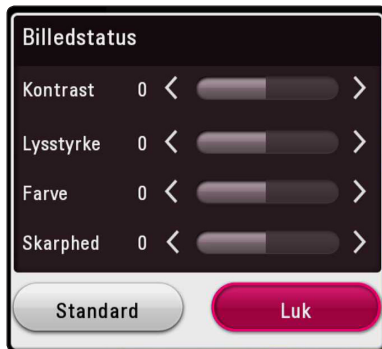 Billedstatus
Kontrast 0
Lysstyrke 0
Farve 0
Skarphed 0
Standard Luk